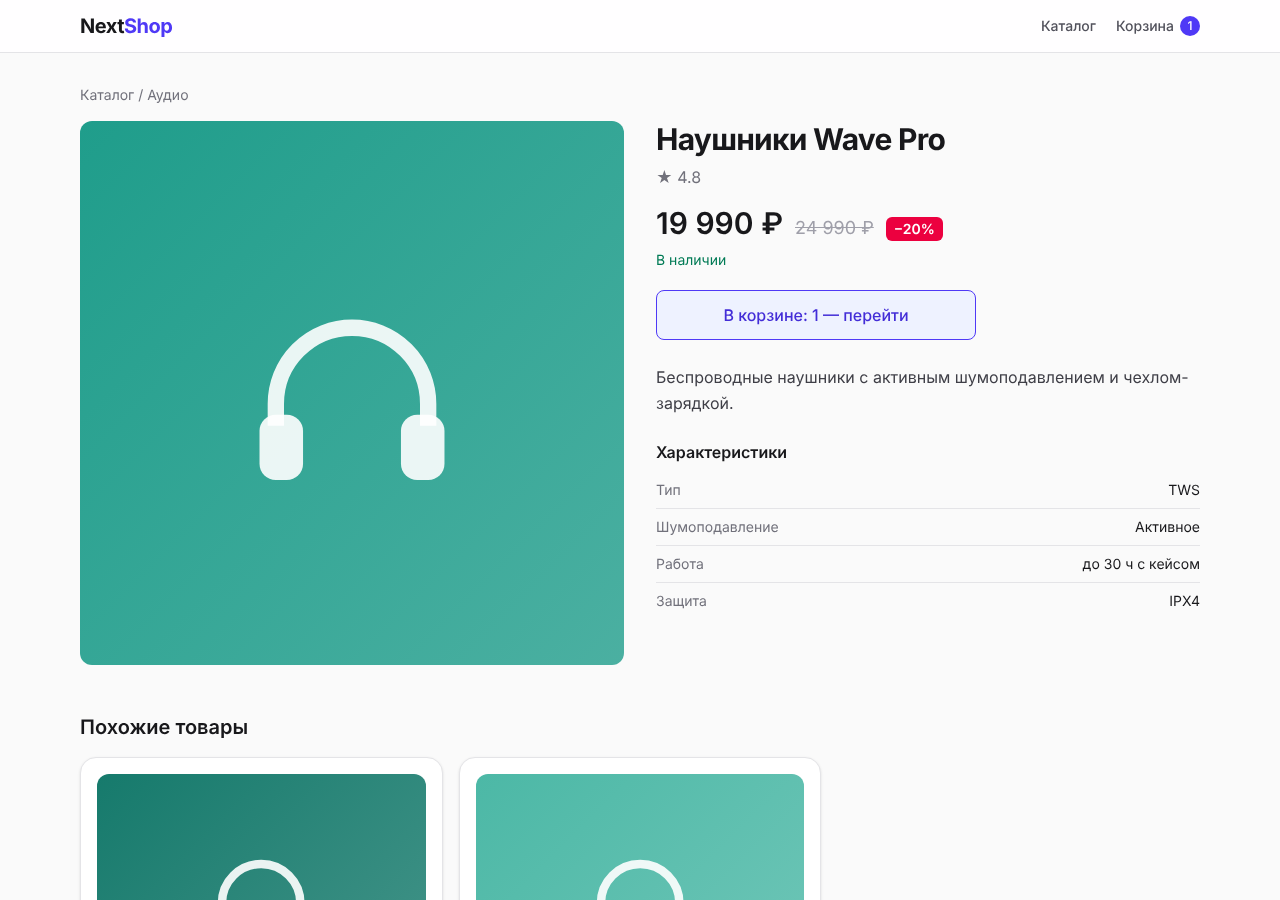 NextShop
Каталог
Корзина 1
Каталог / Аудио
Наушники Wave Pro
★ 4.8
19 990 ₽ 24 990 ₽ −20%
В наличии
В корзине: 1 — перейти
Беспроводные наушники с активным шумоподавлением и чехлом-
зарядкой.
Характеристики
Тип TWS
Шумоподавление Активное
Работа до 30 ч с кейсом
Защита IPX4
Похожие товары